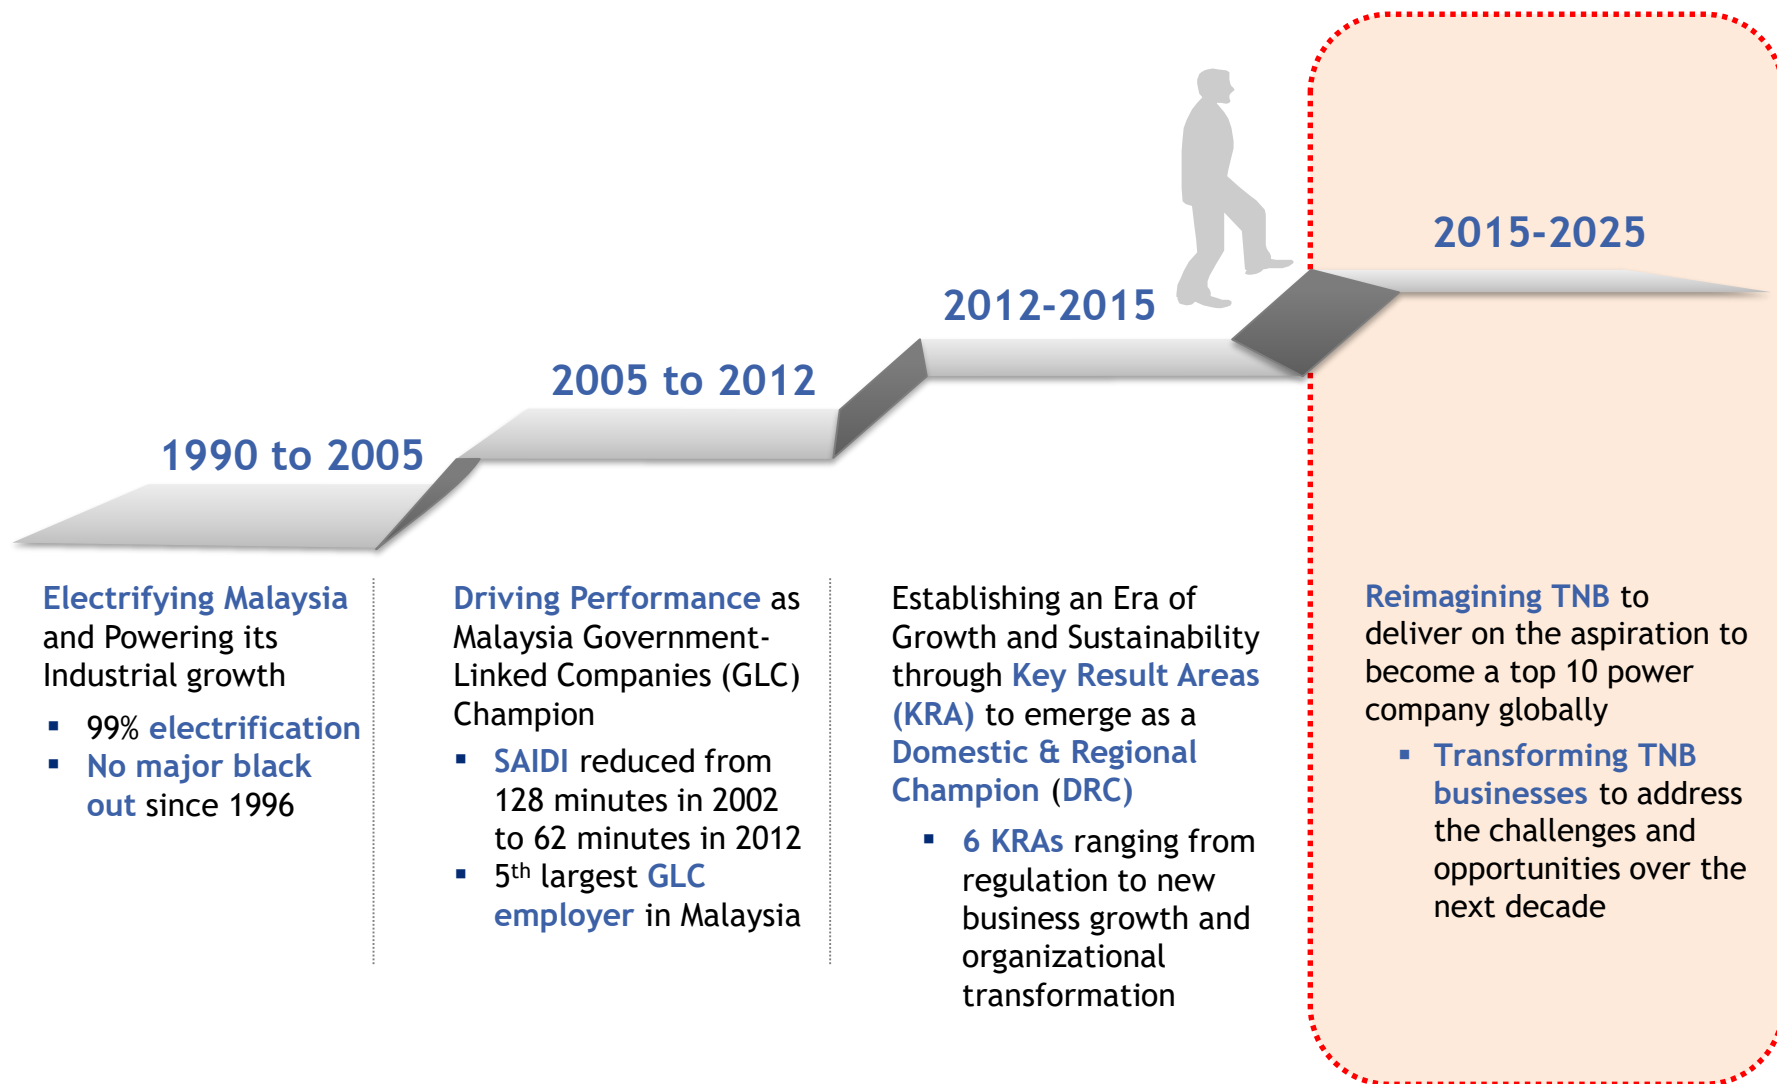 2015-2025
2012-2015
2005 to 2012
1990 to 2005
Electrifying Malaysia
and Powering its
Industrial growth
▪ 99% electrification
▪ No major black
out since 1996
Driving Performance as
Malaysia Government-
Linked Companies (GLC)
Champion
▪ SAIDI reduced from
128 minutes in 2002
to 62 minutes in 2012
▪ 5th largest GLC
employer in Malaysia
Establishing an Era of
Growth and Sustainability
through Key Result Areas
(KRA) to emerge as a
Domestic & Regional
Champion (DRC)
▪ 6 KRAs ranging from
regulation to new
business growth and
organizational
transformation
Reimagining TNB to
deliver on the aspiration to
become a top 10 power
company globally
▪ Transforming TNB
businesses to address
the challenges and
opportunities over the
next decade